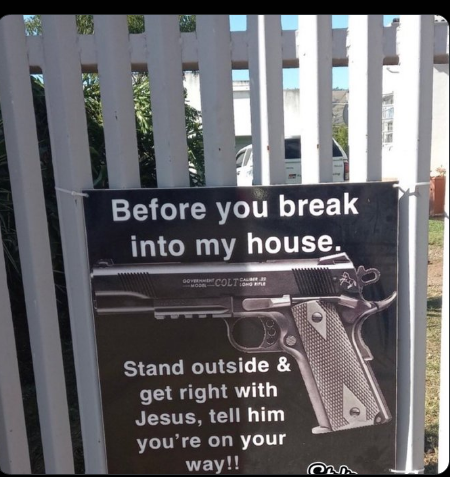 Before you break
into my house.
GOVERNMENT COLT CALIBER .22
MODEL LONG RIFLE
Stand outside &
get right with
Jesus, tell him
you're on your
way!!